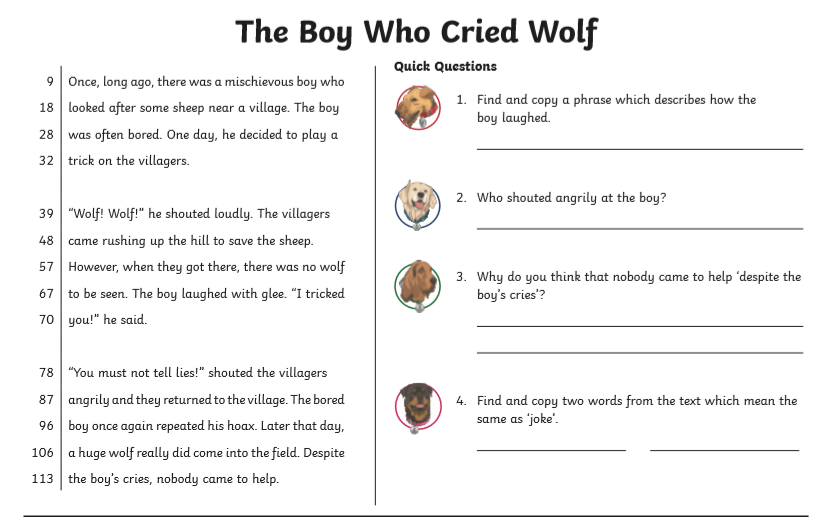 The Boy Who Cried Wolf
9 Once, long ago, there was a mischievous boy who
18 looked after some sheep near a village. The boy
28 was often bored. One day, he decided to play a
32 trick on the villagers.
39 “Wolf! Wolf!” he shouted loudly. The villagers
48 came rushing up the hill to save the sheep.
57 However, when they got there, there was no wolf
67 to be seen. The boy laughed with glee. “I tricked
70 you!” he said.
78 “You must not tell lies!” shouted the villagers
87 angrily and they returned to the village. The bored
96 boy once again repeated his hoax. Later that day,
106 a huge wolf really did come into the field. Despite
113 the boy’s cries, nobody came to help.
Quick Questions
1. Find and copy a phrase which describes how the
boy laughed.
2. Who shouted angrily at the boy?
3. Why do you think that nobody came to help ‘despite the
boy’s cries’?
4. Find and copy two words from the text which mean the
same as ‘joke’.